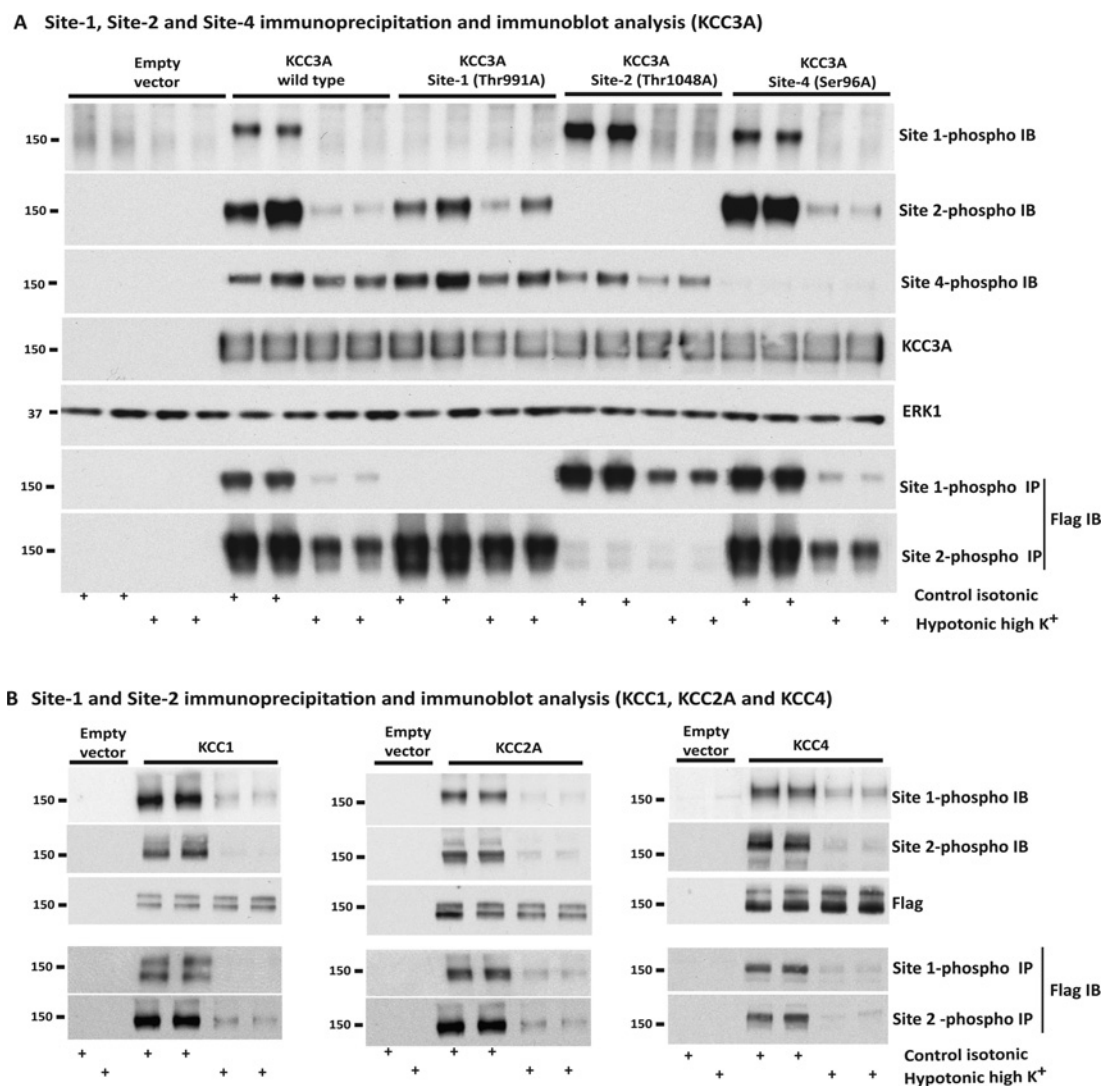 A Site-1, Site-2 and Site-4 immunoprecipitation and immunoblot analysis (KCC3A)
Empty vector
KCC3A wild type
KCC3A Site-1 (Thr991A)
KCC3A Site-2 (Thr1048A)
KCC3A Site-4 (Ser96A)
150 Site 1-phospho IB
150 Site 2-phospho IB
150 Site 4-phospho IB
150 KCC3A
37 ERK1
150 Site 1-phospho IP
150 Site 2-phospho IP
Flag IB
+ + + + + + + + + + Control isotonic
+ + + + + + + + + + Hypotonic high K+
B Site-1 and Site-2 immunoprecipitation and immunoblot analysis (KCC1, KCC2A and KCC4)
Empty vector KCC1 Empty vector KCC2A Empty vector KCC4
150 150 150 Site 1-phospho IB
150 150 150 Site 2-phospho IB
150 150 150 Flag
150 150 150 Site 1-phospho IP
150 150 150 Site 2 -phospho IP
Flag IB
+ + + + + + + + + Control isotonic
+ + + + + + + + + Hypotonic high K+